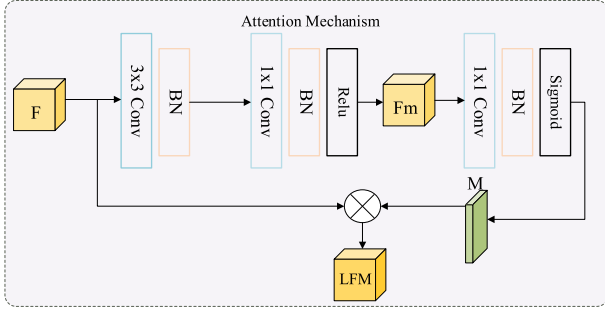 Attention Mechanism
F
3x3 Conv
BN
1x1 Conv
BN
Relu
Fm
1x1 Conv
BN
Sigmoid
M
LFM